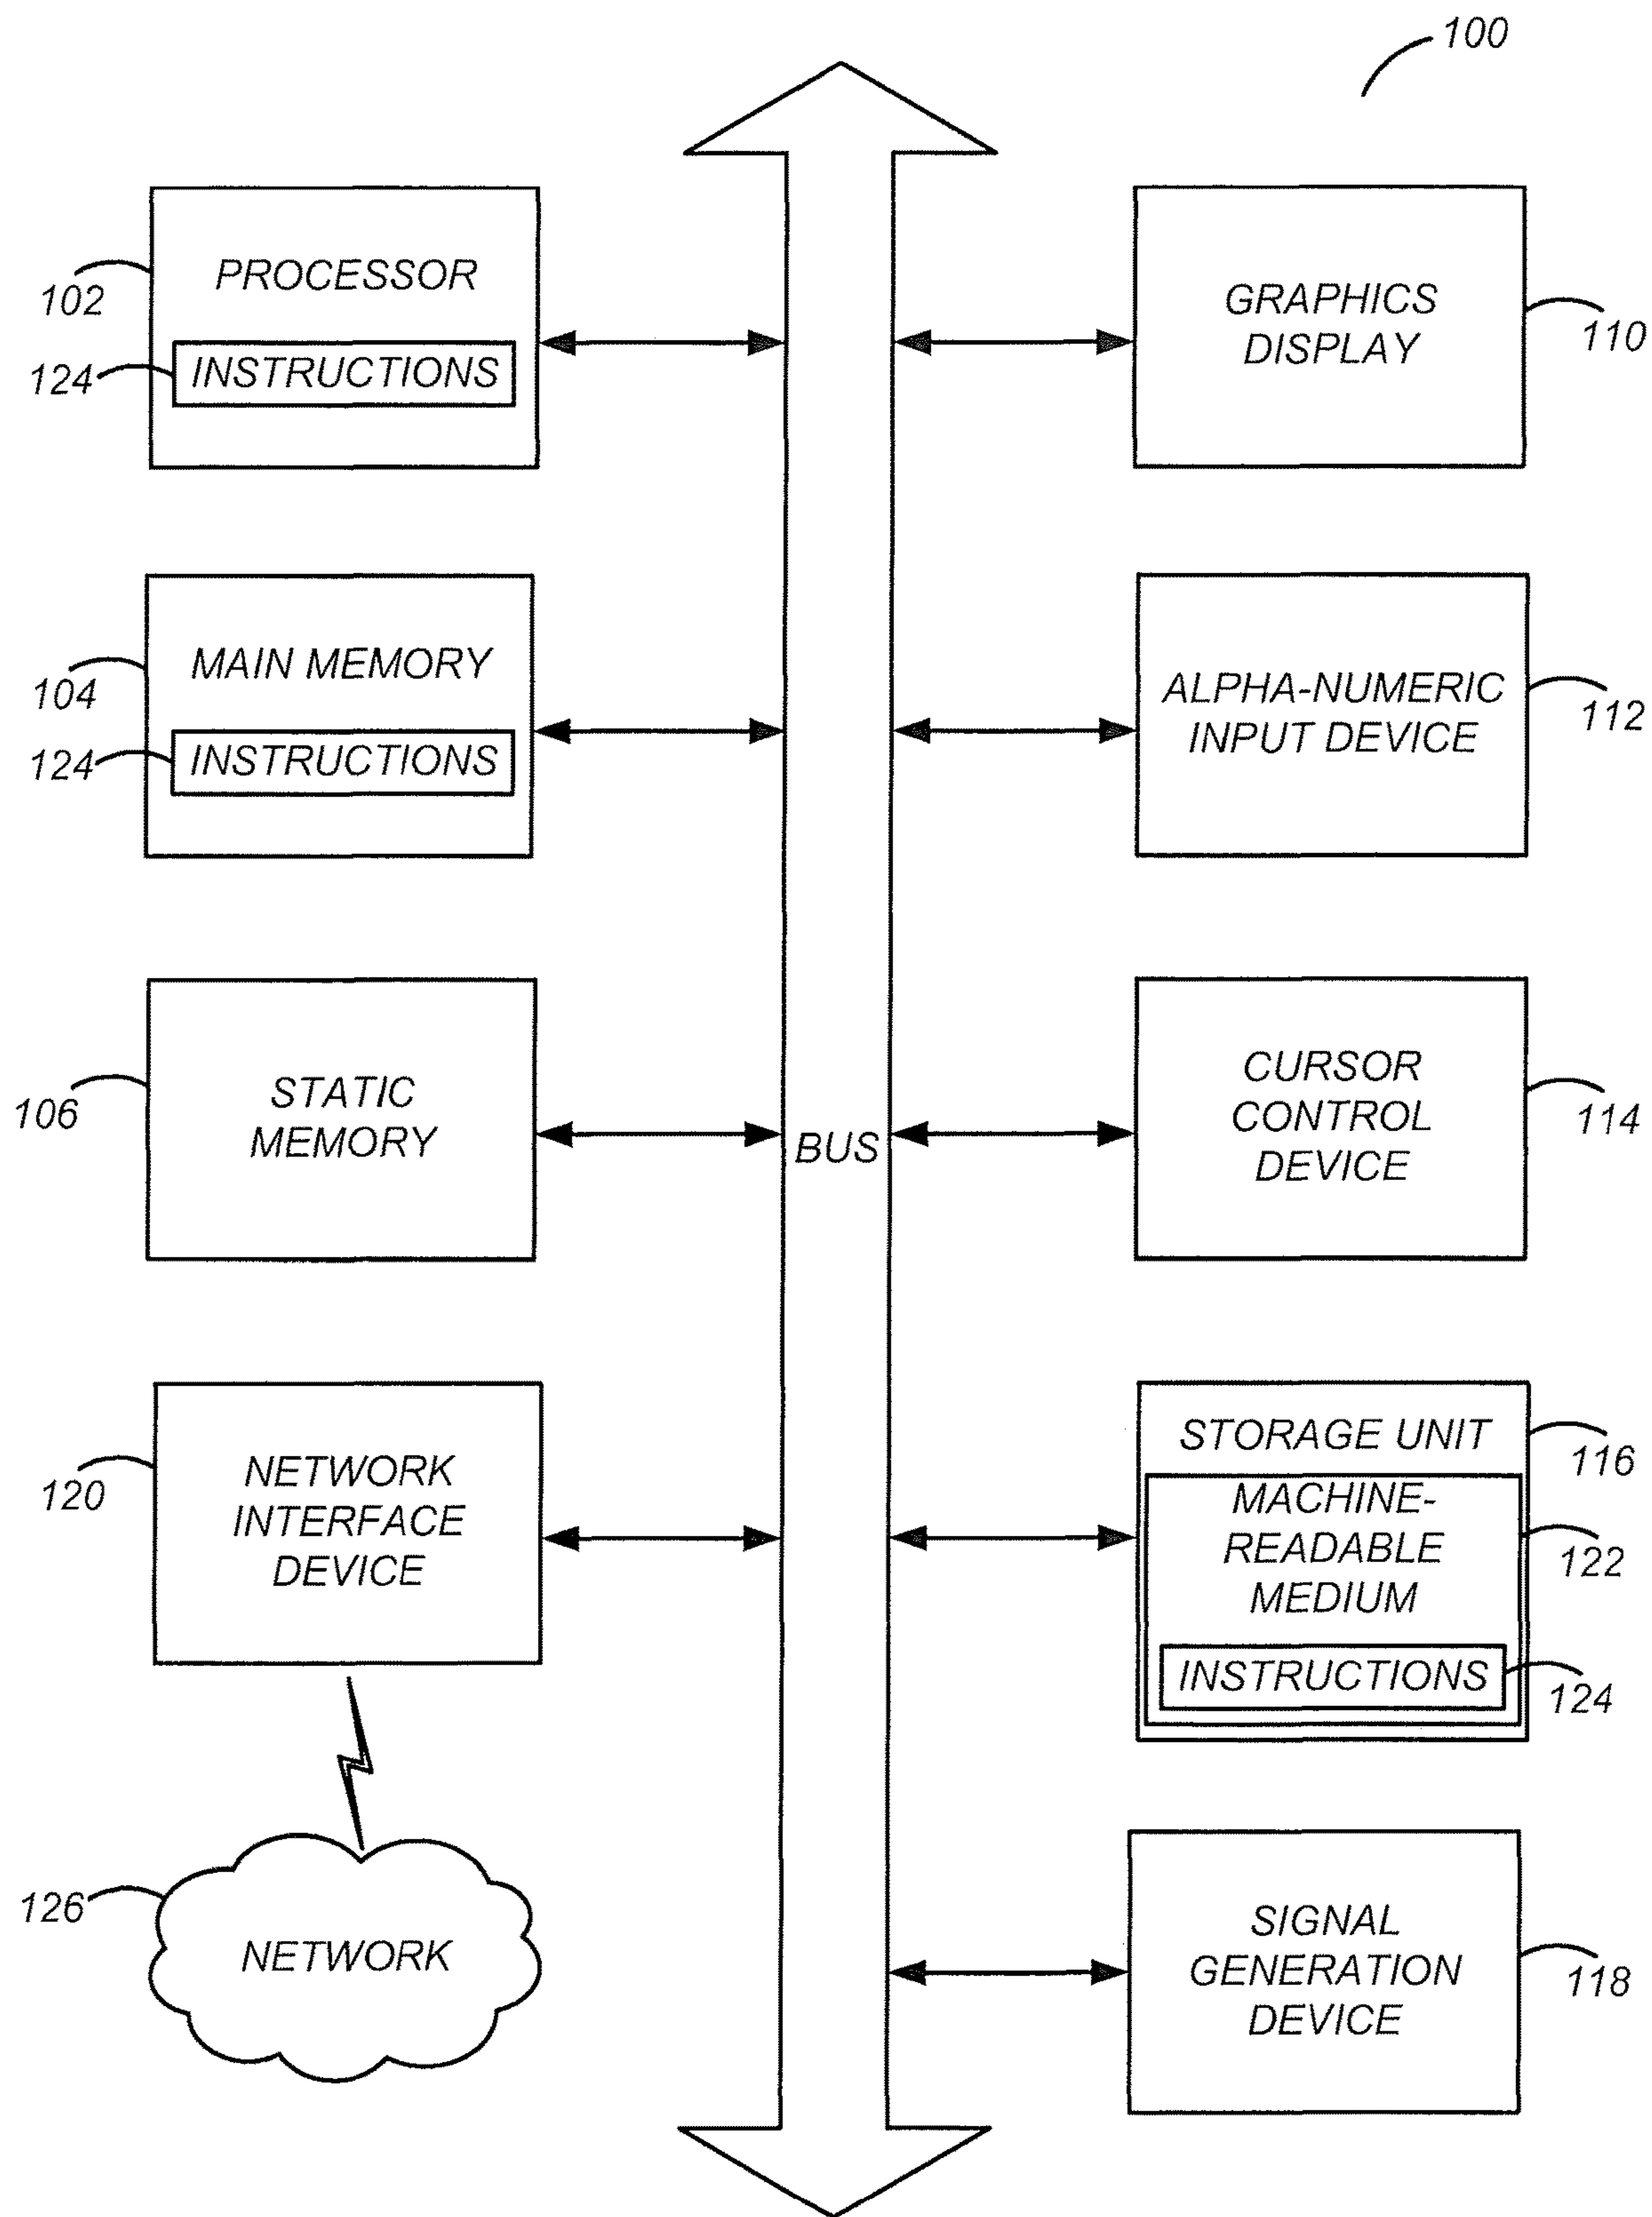 100
PROCESSOR
102
124
INSTRUCTIONS
GRAPHICS
DISPLAY
110
MAIN MEMORY
104
124
INSTRUCTIONS
ALPHA-NUMERIC
INPUT DEVICE
112
STATIC
MEMORY
106
BUS
CURSOR
CONTROL
DEVICE
114
NETWORK
INTERFACE
DEVICE
120
STORAGE UNIT
116
MACHINE-
READABLE
MEDIUM
122
INSTRUCTIONS
124
126
NETWORK
SIGNAL
GENERATION
DEVICE
118